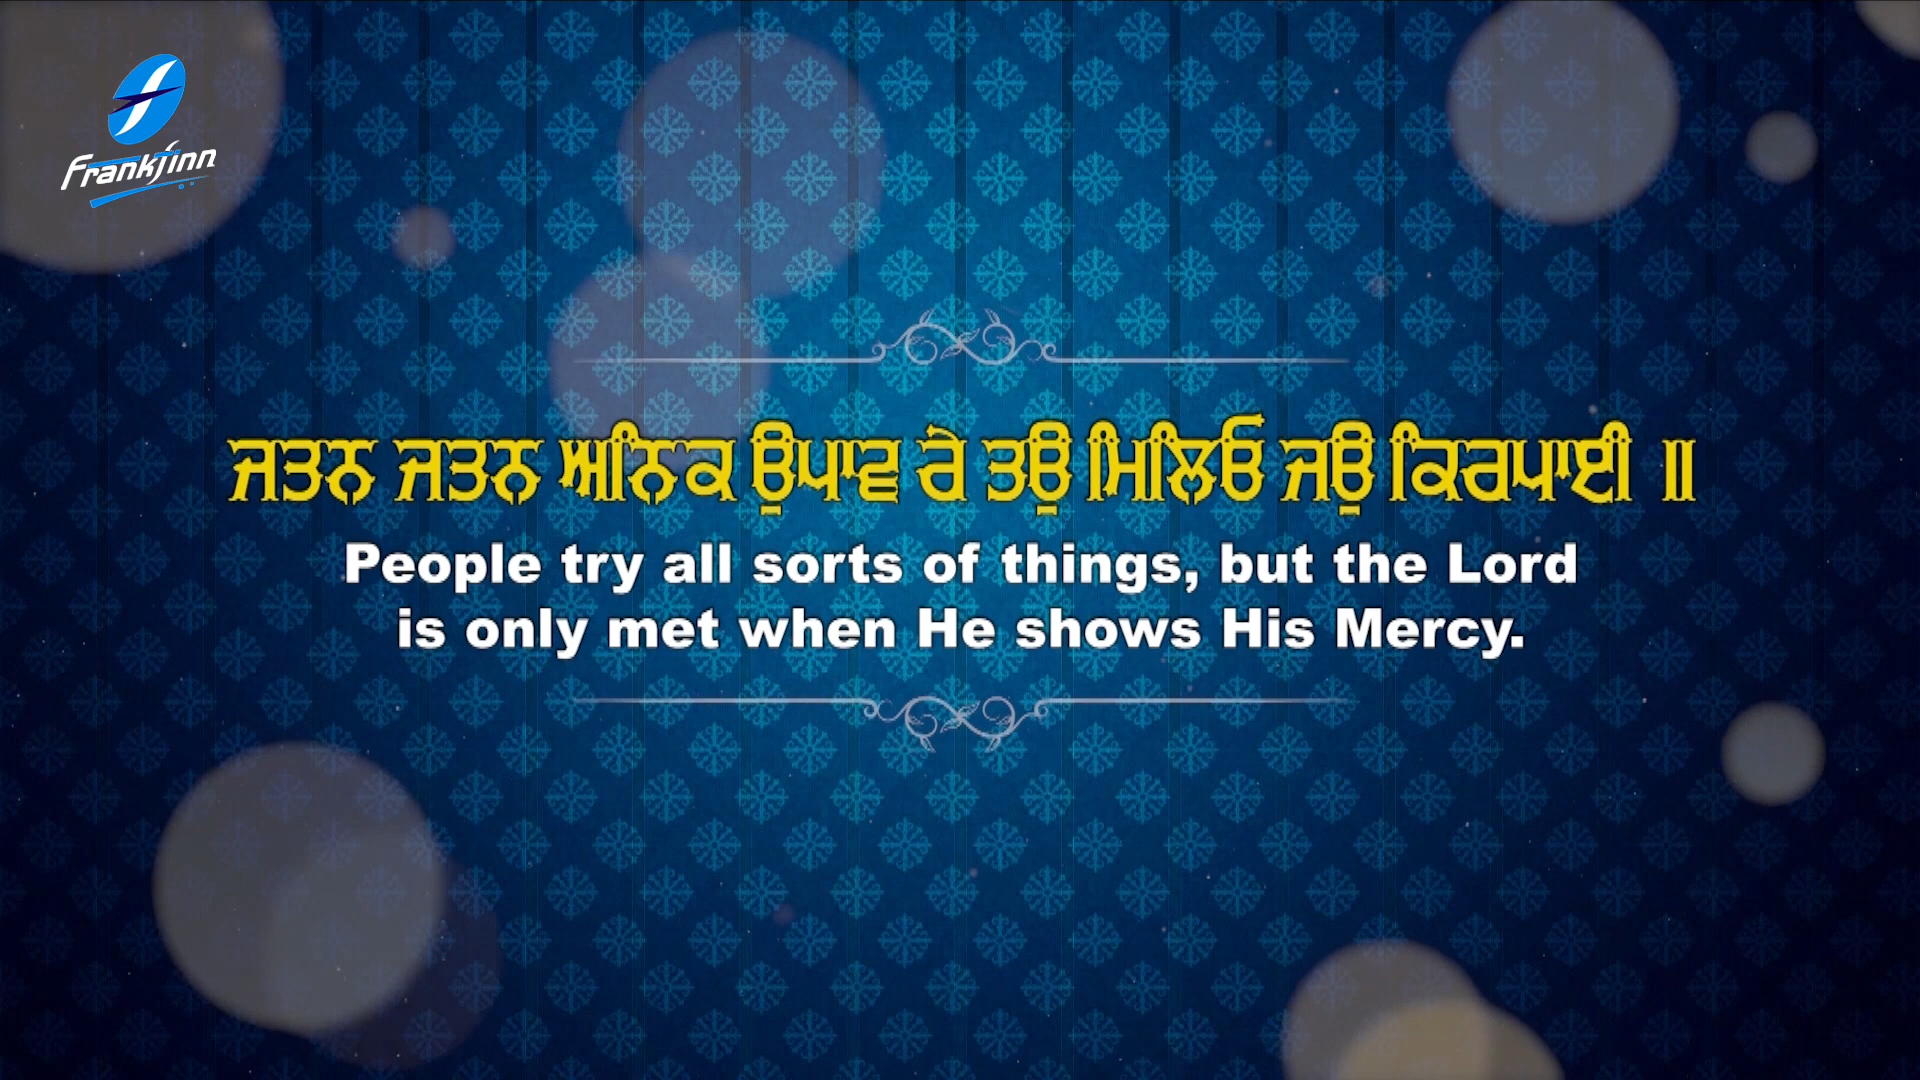 Frankfinn
ਜਤਨ ਜਤਨ ਅਨਿਕ ਉਪਾਵ ਰੇ ਤਉ ਮਿਲਿਓ ਜਉ ਕਿਰਪਾਈ ॥
People try all sorts of things, but the Lord
is only met when He shows His Mercy.